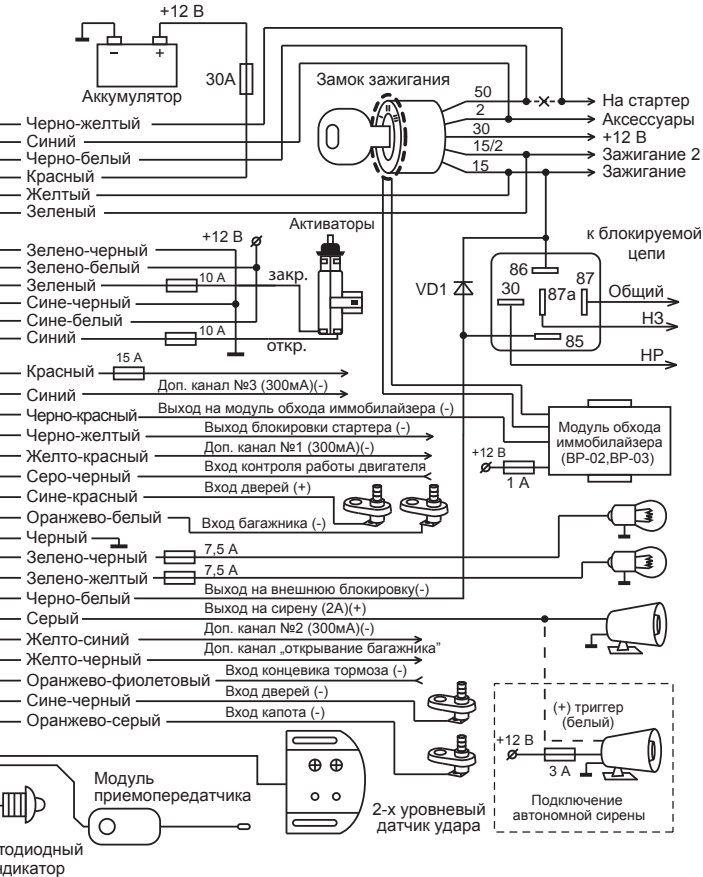 +12 В
30А
Аккумулятор
Замок зажигания
50
На стартер
2
Аксессуары
30
+12 В
15/2
Зажигание 2
15
Зажигание
Черно-желтый
Синий
Черно-белый
Красный
Желтый
Зеленый
+12 В
Активаторы
к блокируемой
цепи
Зелено-черный
Зелено-белый
Зеленый
10 А
закр.
Сине-черный
Сине-белый
Синий
10 А
откр.
VD1
86
30
87а
87
85
Общий
НЗ
НР
Красный
15 А
Синий
Доп. канал №3 (300мА)(-)
Черно-красный
Выход на модуль обхода иммобилайзера (-)
Черно-желтый
Выход блокировки стартера (-)
Желто-красный
Доп. канал №1 (300мА)(-)
Серо-черный
Вход контроля работы двигателя
Сине-красный
Вход дверей (+)
Оранжево-белый
Вход багажника (-)
Модуль обхода
иммобилайзера
(BP-02,BP-03)
+12 В
1 А
Черный
Зелено-черный
7,5 А
Зелено-желтый
7,5 А
Черно-белый
Выход на внешнюю блокировку(-)
Серый
Выход на сирену (2А)(+)
Желто-синий
Доп. канал №2 (300мА)(-)
Желто-черный
Доп. канал „открывание багажника”
Оранжево-фиолетовый
Вход концевика тормоза (-)
Сине-черный
Вход дверей (-)
Оранжево-серый
Вход капота (-)
(+) триггер
(белый)
+12 В
3 А
Подключение
автономной сирены
Модуль
приемопередатчика
2-х уровневый
датчик удара
тодиодный
ндикатор